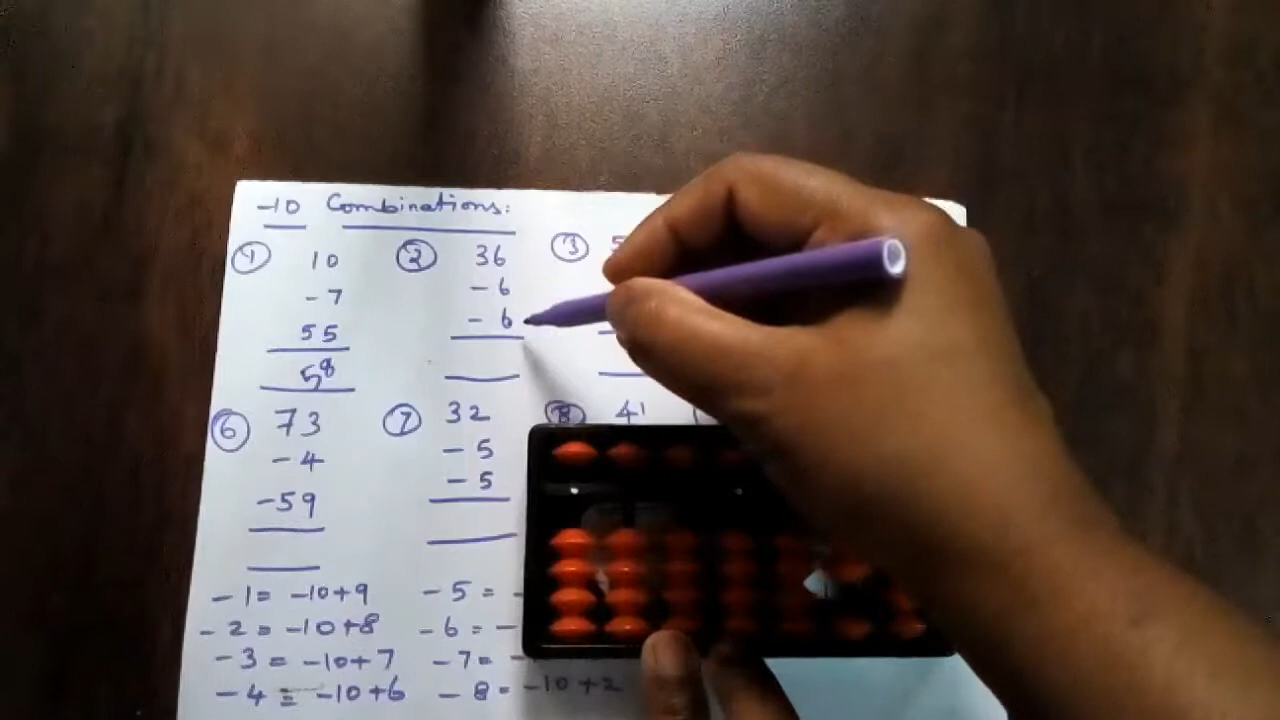 -10 Combinations:
① 10
- 7
55
58
② 36
- 6
- 6
③ 5
⑥ 73
- 4
- 59
⑦ 32
- 5
- 5
⑧ 41
- 1 = -10+9
- 2 = -10+8
- 3 = -10+7
- 4 = -10+6
- 5 = -
- 6 = -
- 7 = -
- 8 = -10+2